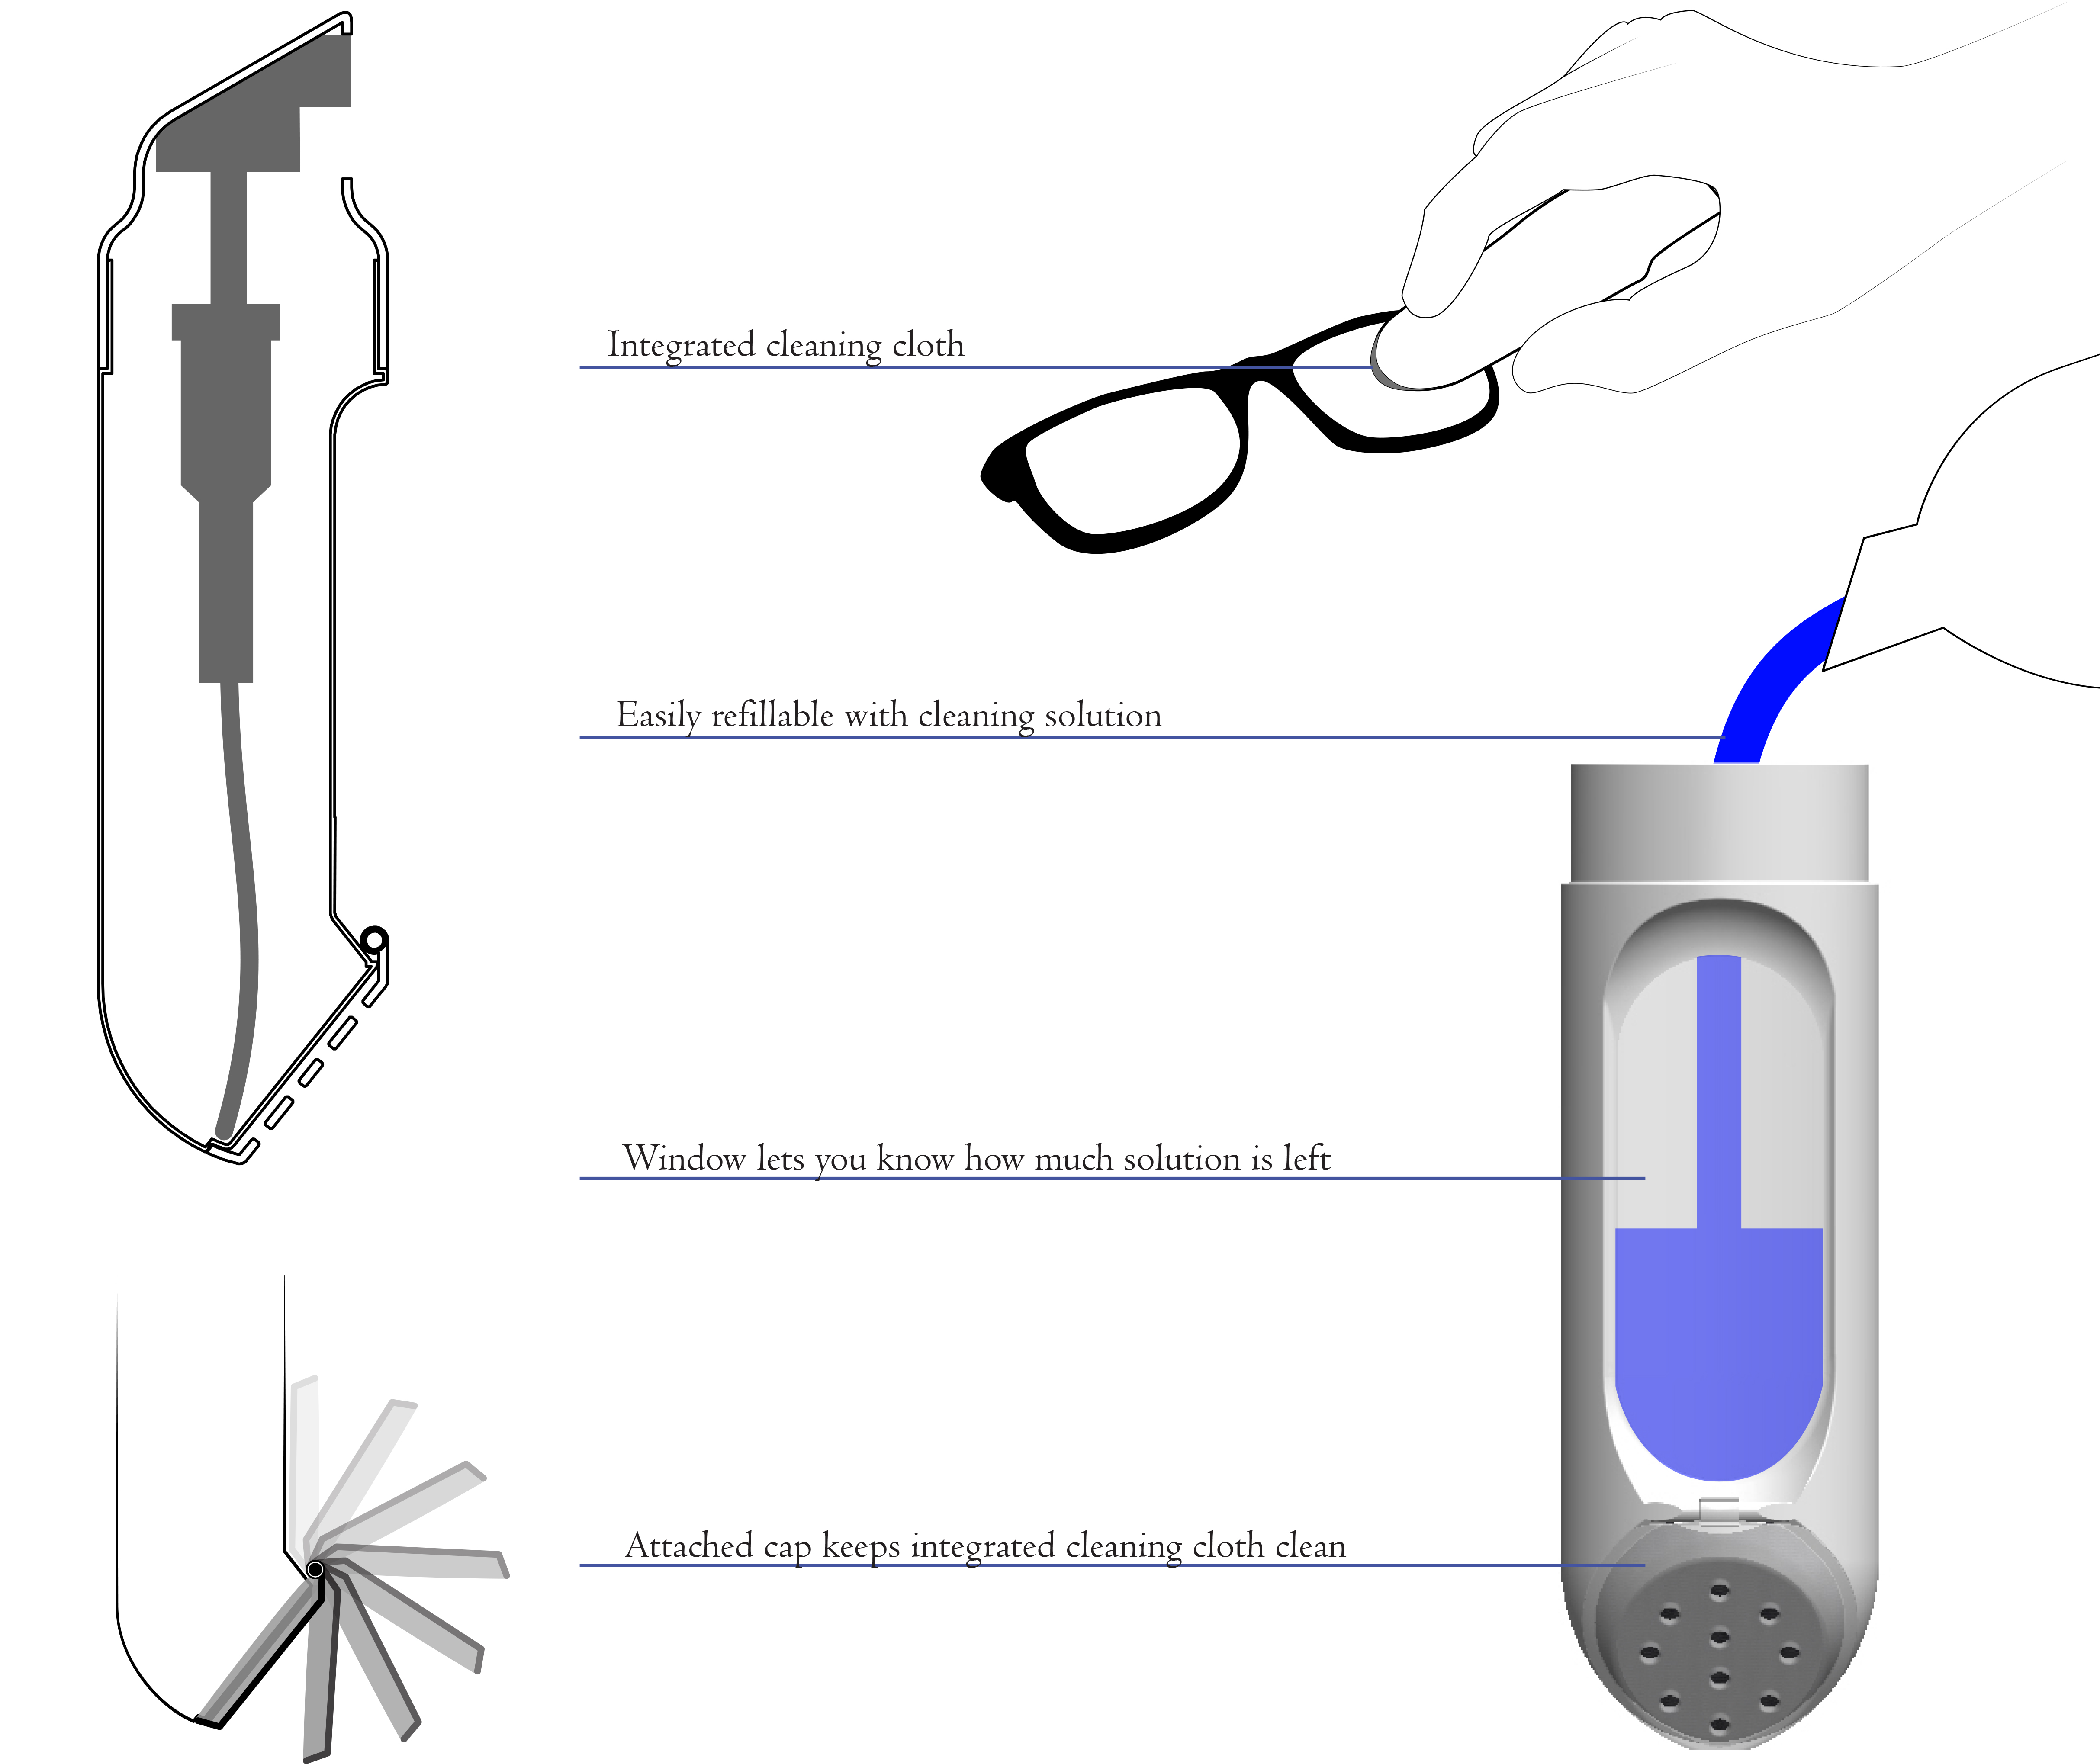 Integrated cleaning cloth
Easily refillable with cleaning solution
Window lets you know how much solution is left
Attached cap keeps integrated cleaning cloth clean